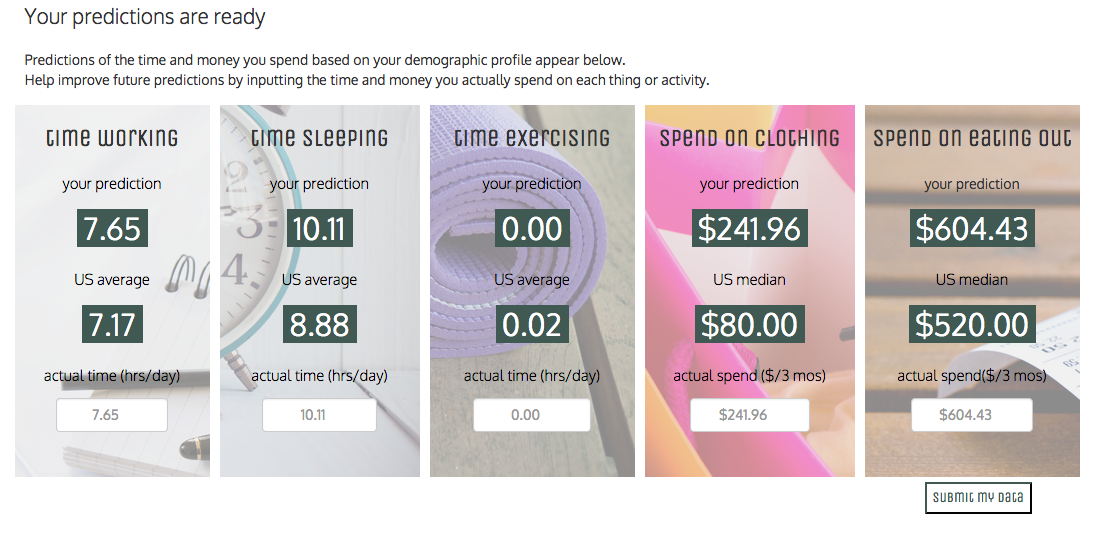 Your predictions are ready
Predictions of the time and money you spend based on your demographic profile appear below.
Help improve future predictions by inputting the time and money you actually spend on each thing or activity.
time working
your prediction
7.65
US average
7.17
actual time (hrs/day)
7.65
time sleeping
your prediction
10.11
US average
8.88
actual time (hrs/day)
10.11
time exercising
your prediction
0.00
US average
0.02
actual time (hrs/day)
0.00
spend on clothing
your prediction
$241.96
US median
$80.00
actual spend ($/3 mos)
$241.96
spend on eating out
your prediction
$604.43
US median
$520.00
actual spend($/3 mos)
$604.43
submit my data